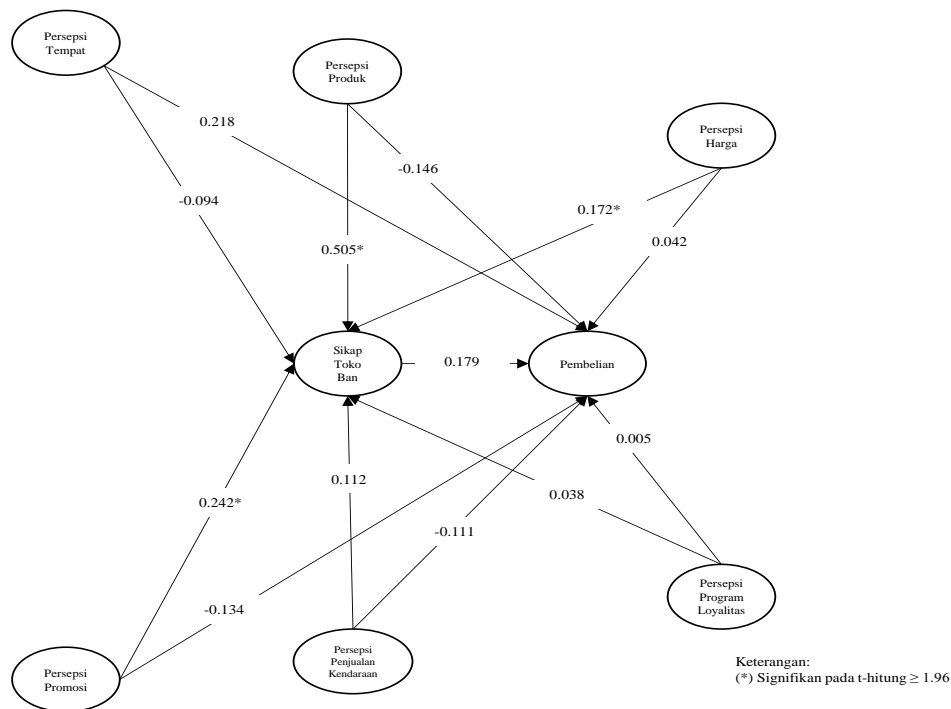 Persepsi
Tempat
Persepsi
Produk
Persepsi
Harga
0.218
-0.146
-0.094
0.172*
0.505*
0.042
Sikap
Toko
Ban
0.179
Pembelian
0.005
0.112
0.038
0.242*
-0.111
-0.134
Persepsi
Program
Loyalitas
Persepsi
Penjualan
Kendaraan
Persepsi
Promosi
Keterangan:
(*) Signifikan pada t-hitung ≥ 1.96